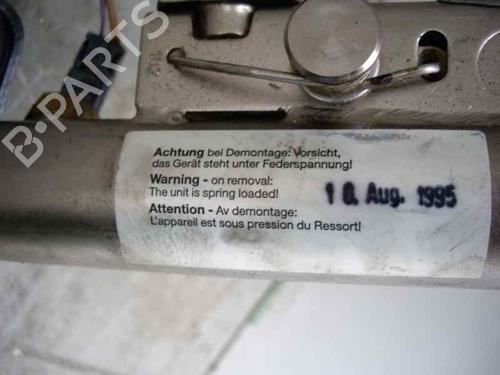 B-PARTS
Achtung bei Demontage: Vorsicht,
das Gerät steht unter Federspannung!
Warning - on removal:
The unit is spring loaded!
Attention - Av demontage:
L'appareil est sous pression du Ressort!
1 0. Aug. 1995